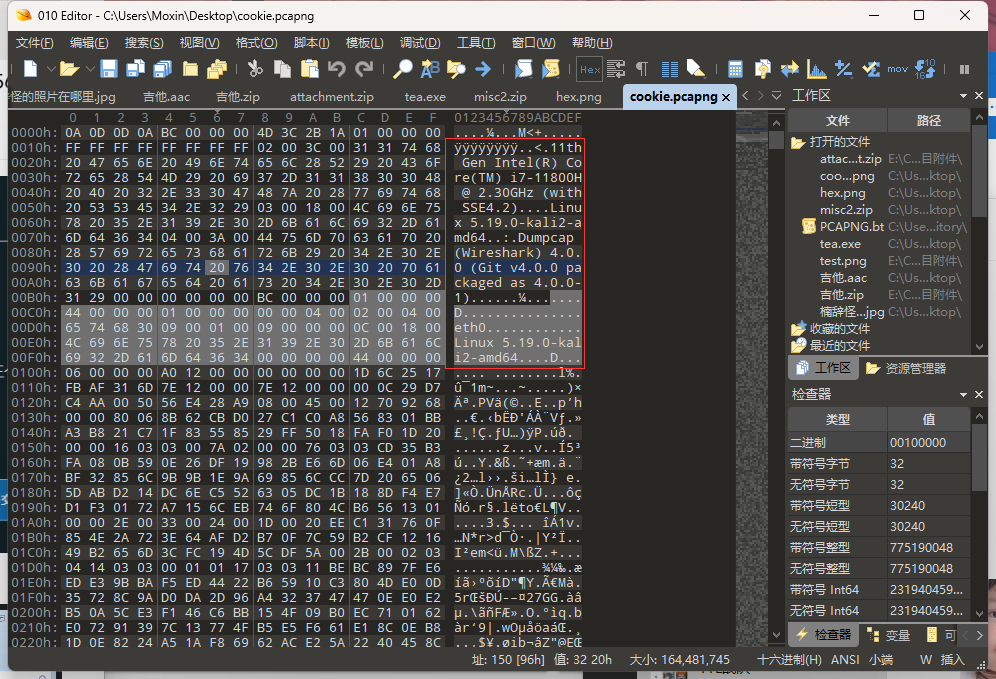 010 Editor - C:\Users\Moxin\Desktop\cookie.pcapng
文件(F) 编辑(E) 搜索(S) 视图(V) 格式(O) 脚本(I) 模板(L) 调试(D) 工具(T) 窗口(W) 帮助(H)
Hex
mov
怪的照片在哪里.jpg 吉他.aac 吉他.zip attachment.zip tea.exe misc2.zip hex.png cookie.pcapng
0 1 2 3 4 5 6 7 8 9 A B C D E F 0123456789ABCDEF
0000h: 0A 0D 0D 0A BC 00 00 00 4D 3C 2B 1A 01 00 00 00 ....¼...M<+.....
0010h: FF FF FF FF FF FF FF FF 02 00 3C 00 31 31 74 68 ÿÿÿÿÿÿÿÿ..<.11th
0020h: 20 47 65 6E 20 49 6E 74 65 6C 28 52 29 20 43 6F Gen Intel(R) Co
0030h: 72 65 28 54 4D 29 20 69 37 2D 31 31 38 30 30 48 re(TM) i7-11800H
0040h: 20 40 20 32 2E 33 30 47 48 7A 20 28 77 69 74 68 @ 2.30GHz (with
0050h: 20 53 53 45 34 2E 32 29 03 00 18 00 4C 69 6E 75 SSE4.2)....Linu
0060h: 78 20 35 2E 31 39 2E 30 2D 6B 61 6C 69 32 2D 61 x 5.19.0-kali2-a
0070h: 6D 64 36 34 04 00 3A 00 44 75 6D 70 63 61 70 20 md64..:.Dumpcap
0080h: 28 57 69 72 65 73 68 61 72 6B 29 20 34 2E 30 2E (Wireshark) 4.0.
0090h: 30 20 28 47 69 74 20 76 34 2E 30 2E 30 20 70 61 0 (Git v4.0.0 pa
00A0h: 63 6B 61 67 65 64 20 61 73 20 34 2E 30 2E 30 2D ckaged as 4.0.0-
00B0h: 31 29 00 00 00 00 00 00 BC 00 00 00 01 00 00 00 1)......¼.......
00C0h: 44 00 00 00 01 00 00 00 00 00 04 00 02 00 04 00 D...............
00D0h: 65 74 68 30 09 00 01 00 09 00 00 00 0C 00 18 00 eth0............
00E0h: 4C 69 6E 75 78 20 35 2E 31 39 2E 30 2D 6B 61 6C Linux 5.19.0-kal
00F0h: 69 32 2D 61 6D 64 36 34 00 00 00 00 44 00 00 00 i2-amd64....D...
0100h: 06 00 00 00 A0 12 00 00 00 00 00 00 1D 6C 25 17
0110h: FB AF 31 6D 7E 12 00 00 7E 12 00 00 00 0C 29 D7
0120h: C4 AA 00 50 56 E4 28 A9 08 00 45 00 12 70 92 68
0130h: 00 00 80 06 8B 62 CB D0 27 C1 C0 A8 56 83 01 BB
0140h: A3 B8 21 C7 1F 83 55 85 29 FF 50 18 FA F0 1D 20
0150h: 00 00 16 03 03 00 7A 02 00 00 76 03 03 CD 35 B3
0160h: FA 08 0B 59 0E 26 DF 19 98 2B E6 6D 06 E4 01 A8
0170h: BF 32 85 6C 9B 9B 1E 9A 69 85 6C CC 7D 20 65 06
0180h: 5D AB D2 14 DC 6E C5 52 63 05 DC 1B 18 8D F4 E7
0190h: D1 F3 01 72 A7 15 6C EB 74 6F 80 4C B6 56 13 01
01A0h: 00 00 2E 00 33 00 24 00 1D 00 20 EE C1 31 76 0F
01B0h: 85 4E 2A 72 3E 64 AF D2 B7 0F 7C 59 B2 CF 12 16
01C0h: 49 B2 65 6D 3C FC 19 4D 5C DF 5A 00 2B 00 02 03
01D0h: 04 14 03 03 00 01 01 17 03 03 11 BE BC 89 7F E6
01E0h: ED E3 9B BA F5 ED 44 22 B6 59 10 C3 80 4D E0 0D
01F0h: 35 72 8C 9A D0 DA 2D 96 A4 32 37 47 47 0E E0 E2
0200h: B5 0A 5C E3 F1 46 C6 BB 15 4F 09 B0 EC 71 01 62
0210h: E0 72 91 39 7C 13 77 4F B5 E5 F6 61 E1 8C 0E B8
0220h: 1D 0E 82 24 A5 1A F8 69 62 AC E2 5A 22 40 45 8C
工作区
文件 路径
打开的文件
attac...t.zip E:\C...目附件\
coo...png C:\Us...ktop\
hex.png C:\Us...ktop\
misc2.zip C:\Us...ktop\
PCAPNG.bt C:\Use...itory\
tea.exe C:\Us...ktop\
test.png C:\Us...ktop\
吉他.aac E:\C...目附件\
吉他.zip E:\C...目附件\
楠辞怪...jpg C:\Us...ktop\
收藏的文件
最近的文件
工作区 资源管理器
检查器
类型 值
二进制 00100000
带符号字节 32
无符号字节 32
带符号短型 30240
无符号短型 30240
带符号整型 775190048
无符号整型 775190048
带符号 Int64 231940459...
无符号 Int64 231940459...
检查器 变量 可
址: 150 [96h] 值: 32 20h 大小: 164,481,745 十六进制(H) ANSI 小端 W 插入